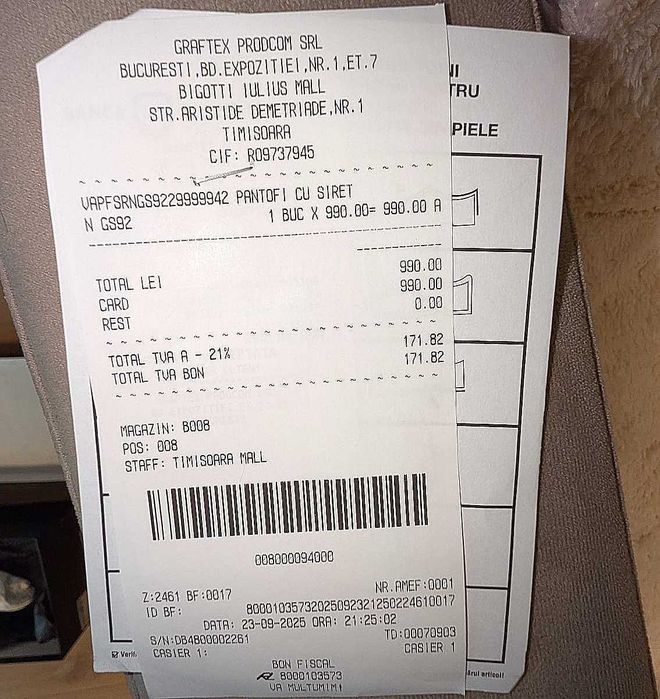 GRAFTEX PRODCOM SRL
BUCURESTI,BD.EXPOZITIEI,NR.1,ET.7
BIGOTTI IULIUS MALL
STR.ARISTIDE DEMETRIADE,NR.1
TIMISOARA
CIF: RO9737945
VAPFSRNGS9229999942 PANTOFI CU SIRET
N GS92 1 BUC X 990.00= 990.00 A
TOTAL LEI 990.00
CARD 990.00
REST 0.00
TOTAL TVA A - 21% 171.82
TOTAL TVA BON 171.82
MAGAZIN: B008
POS: 008
STAFF: TIMISOARA MALL
008000094000
Z:2461 BF:0017 NR.AMEF:0001
ID BF: 80001035732025092321250224610017
DATA: 23-09-2025 ORA: 21:25:02
S/N:DB4800002261 TD:00070903
CASIER 1: CASIER 1
BON FISCAL
8000103573
VA MULTUMIM!
PIELE